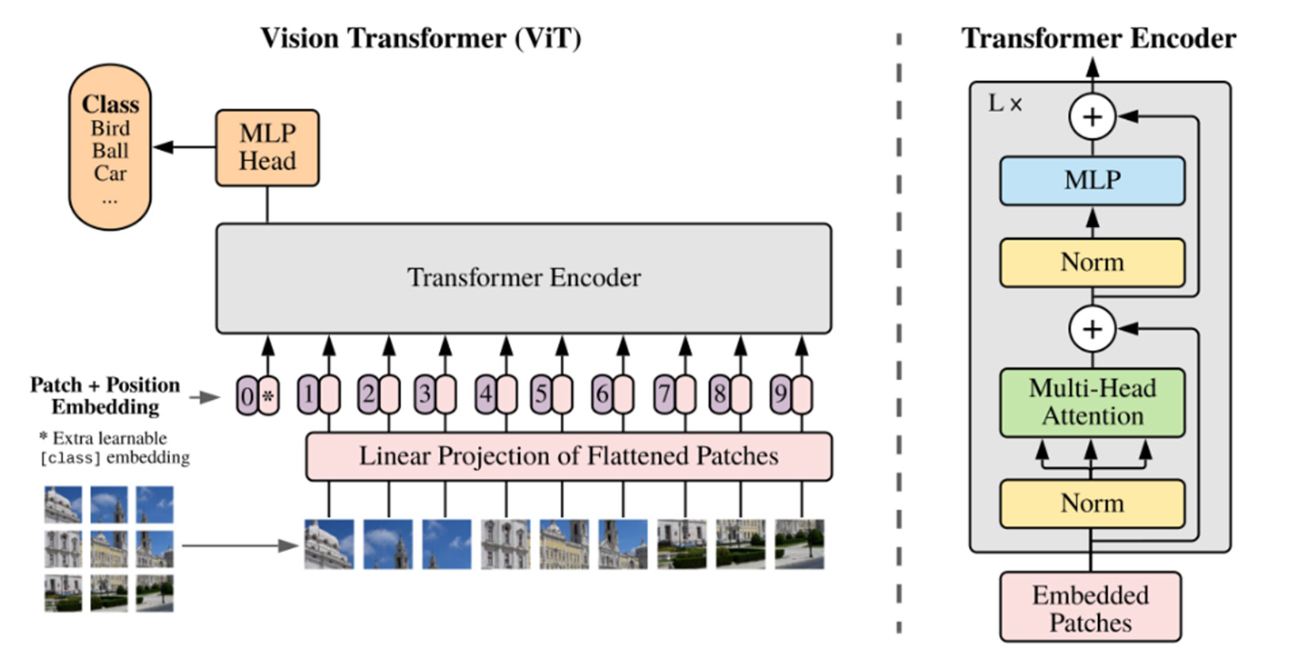 Vision Transformer (ViT)
Class
Bird
Ball
Car
...
MLP
Head
Transformer Encoder
Patch + Position
Embedding
* Extra learnable
[class] embedding
0 * 1 2 3 4 5 6 7 8 9
Linear Projection of Flattened Patches
Transformer Encoder
L ×
+
MLP
Norm
+
Multi-Head
Attention
Norm
Embedded
Patches